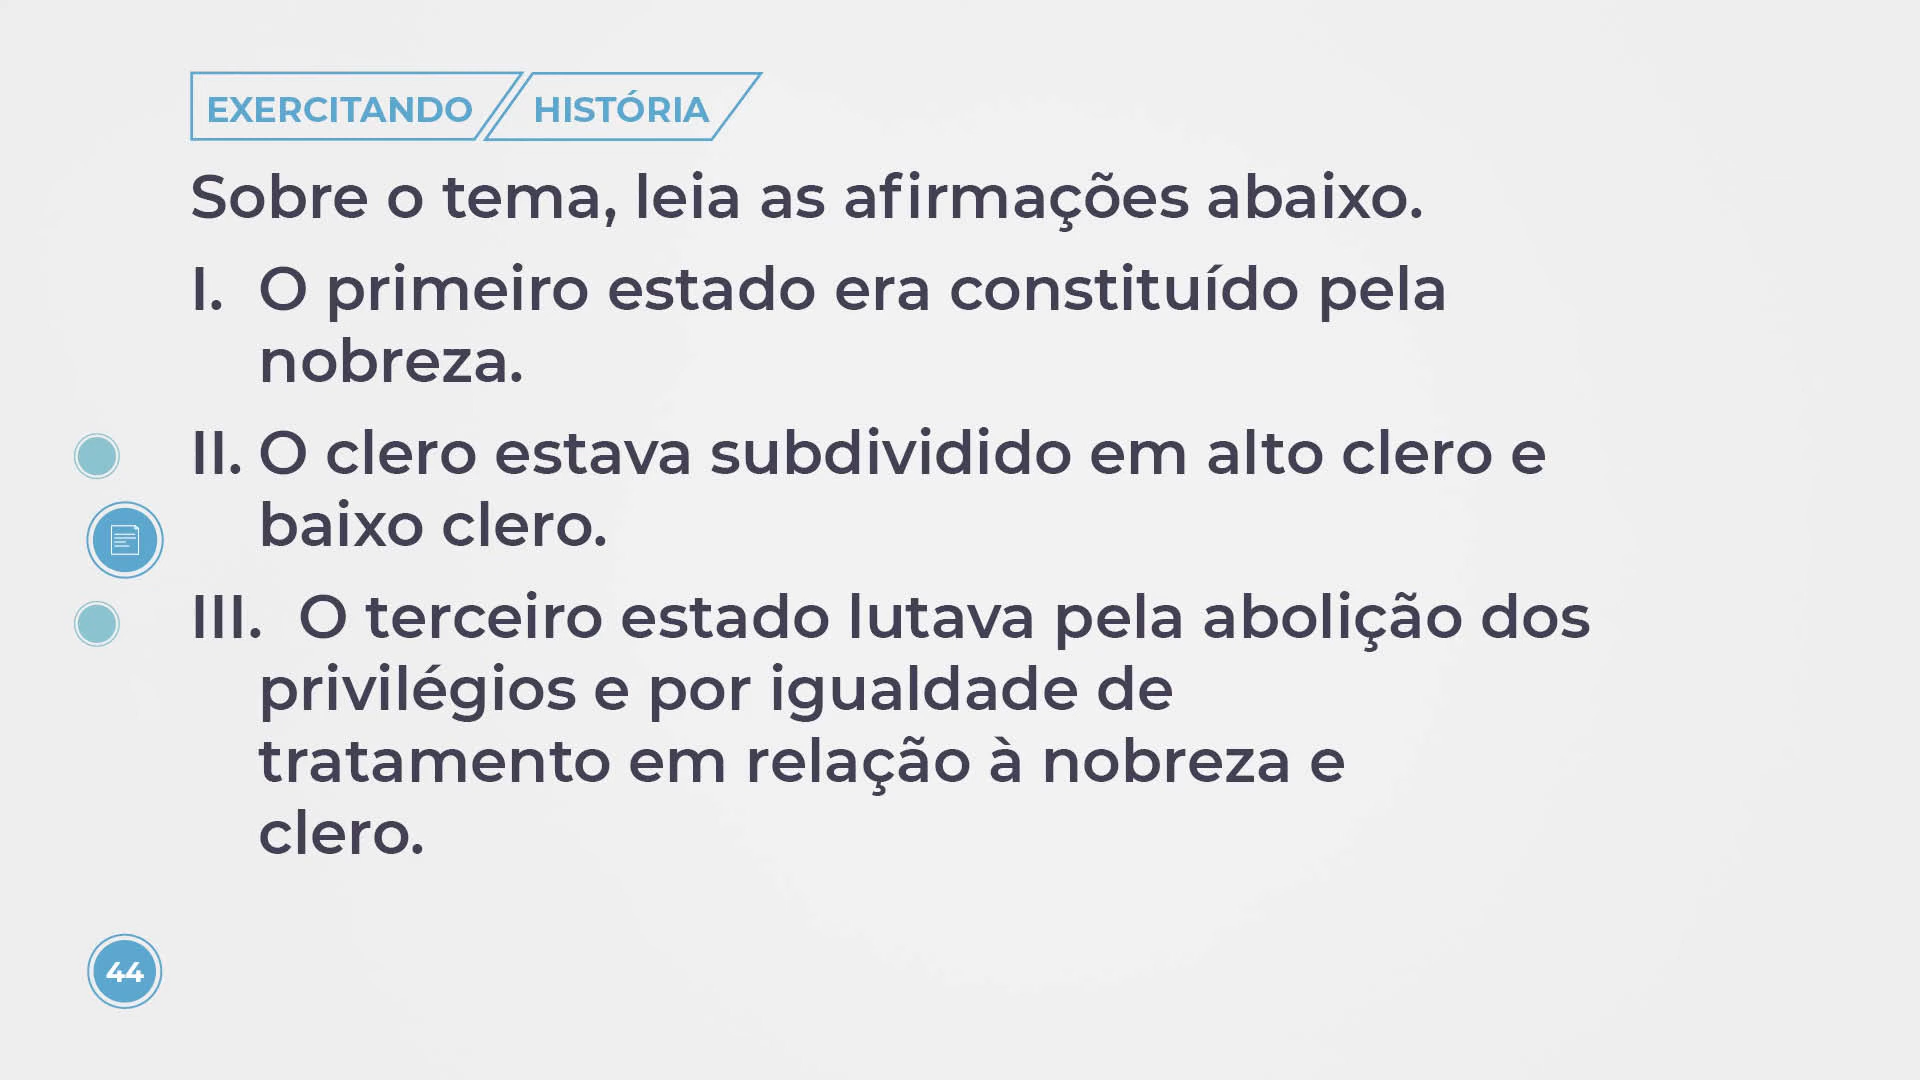 EXERCITANDO HISTÓRIA
Sobre o tema, leia as afirmações abaixo.
I. O primeiro estado era constituído pela
nobreza.
II. O clero estava subdividido em alto clero e
baixo clero.
III. O terceiro estado lutava pela abolição dos
privilégios e por igualdade de
tratamento em relação à nobreza e
clero.
44